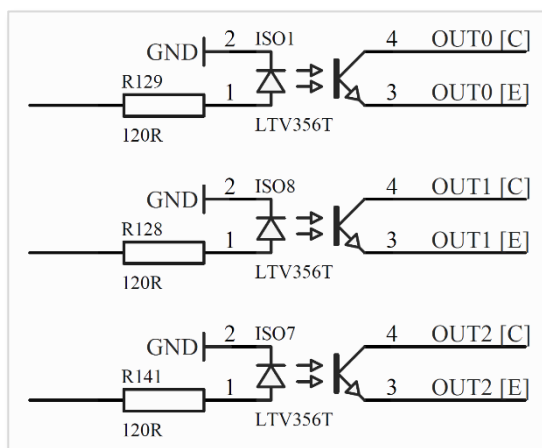 2 ISO1 4 OUT0 [C]
GND
R129 1 3 OUT0 [E]
120R LTV356T
2 ISO8 4 OUT1 [C]
GND
R128 1 3 OUT1 [E]
120R LTV356T
2 ISO7 4 OUT2 [C]
GND
R141 1 3 OUT2 [E]
120R LTV356T